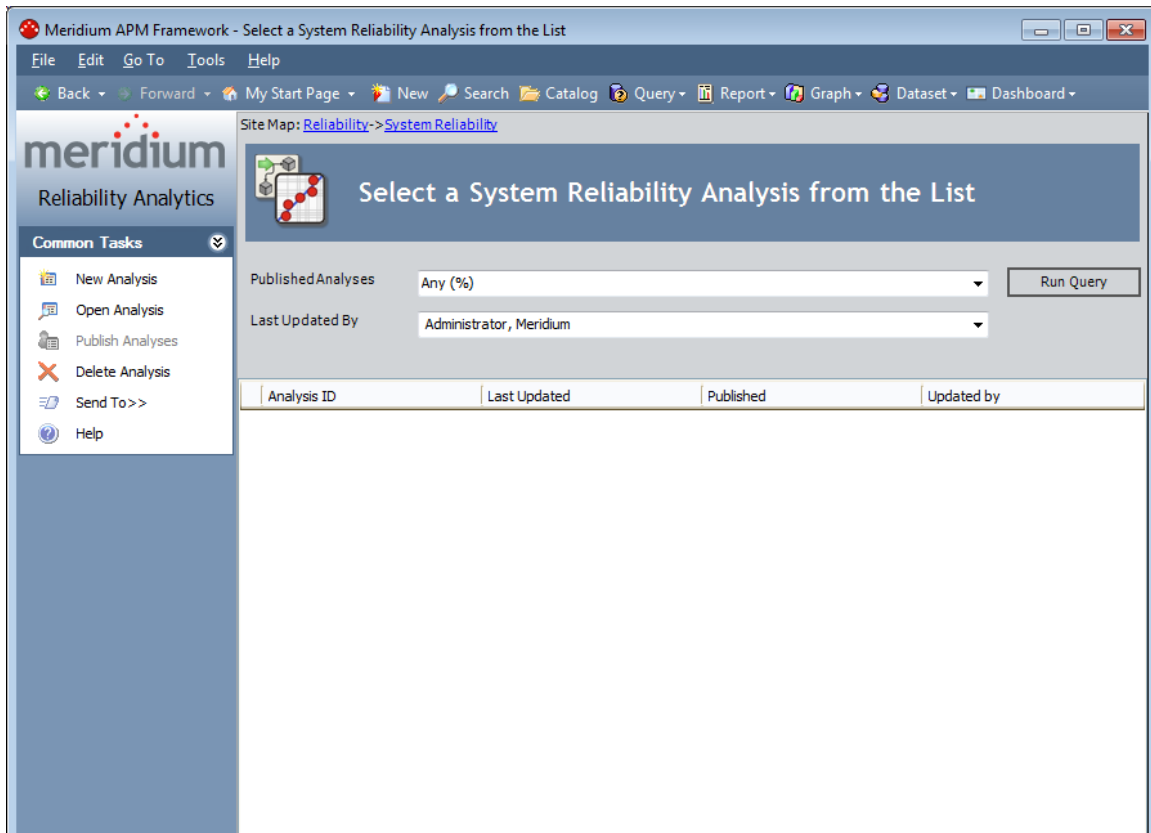 Meridium APM Framework - Select a System Reliability Analysis from the List
File Edit Go To Tools Help
Back Forward My Start Page New Search Catalog Query Report Graph Dataset Dashboard
Site Map: Reliability->System Reliability
meridium
Reliability Analytics
Select a System Reliability Analysis from the List
Common Tasks
New Analysis
Open Analysis
Publish Analyses
Delete Analysis
Send To>>
Help
Published Analyses Any (%) Run Query
Last Updated By Administrator, Meridium
Analysis ID Last Updated Published Updated by